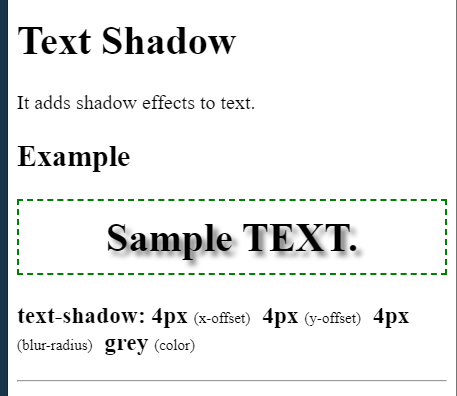 Text Shadow
It adds shadow effects to text.
Example
Sample TEXT.
text-shadow: 4px (x-offset) 4px (y-offset) 4px
(blur-radius) grey (color)